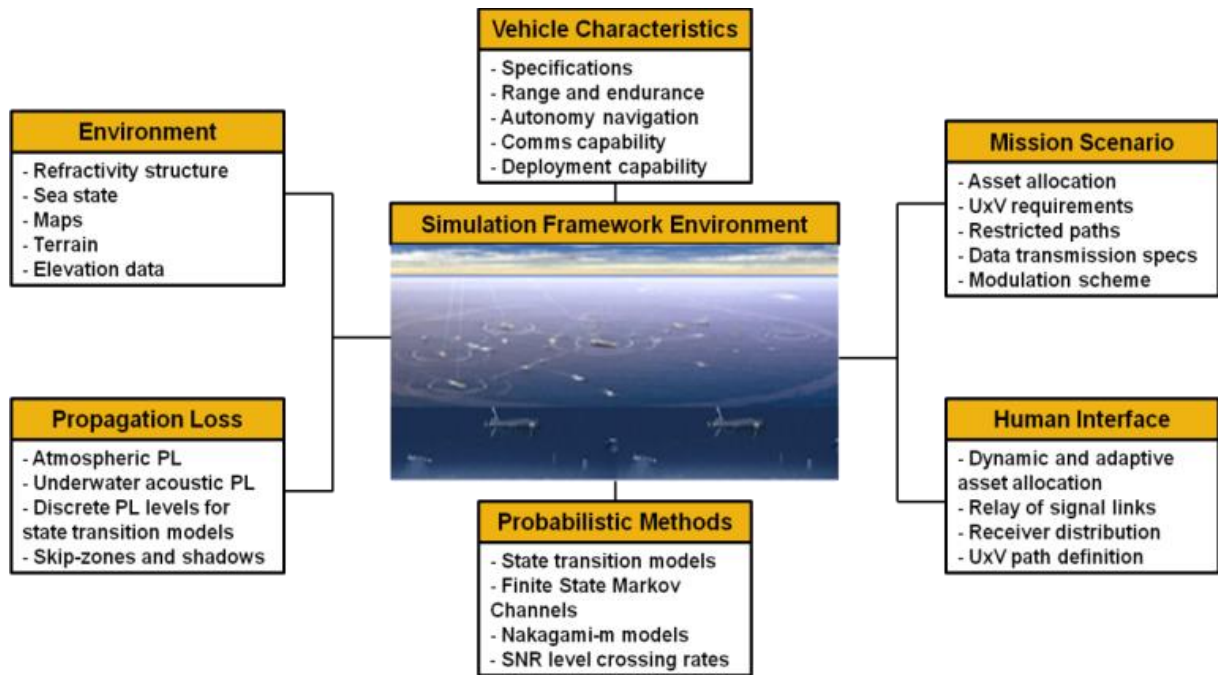 Vehicle Characteristics
- Specifications
- Range and endurance
- Autonomy navigation
- Comms capability
- Deployment capability
Environment
- Refractivity structure
- Sea state
- Maps
- Terrain
- Elevation data
Mission Scenario
- Asset allocation
- UxV requirements
- Restricted paths
- Data transmission specs
- Modulation scheme
Simulation Framework Environment
Propagation Loss
- Atmospheric PL
- Underwater acoustic PL
- Discrete PL levels for
state transition models
- Skip-zones and shadows
Human Interface
- Dynamic and adaptive
asset allocation
- Relay of signal links
- Receiver distribution
- UxV path definition
Probabilistic Methods
- State transition models
- Finite State Markov
Channels
- Nakagami-m models
- SNR level crossing rates